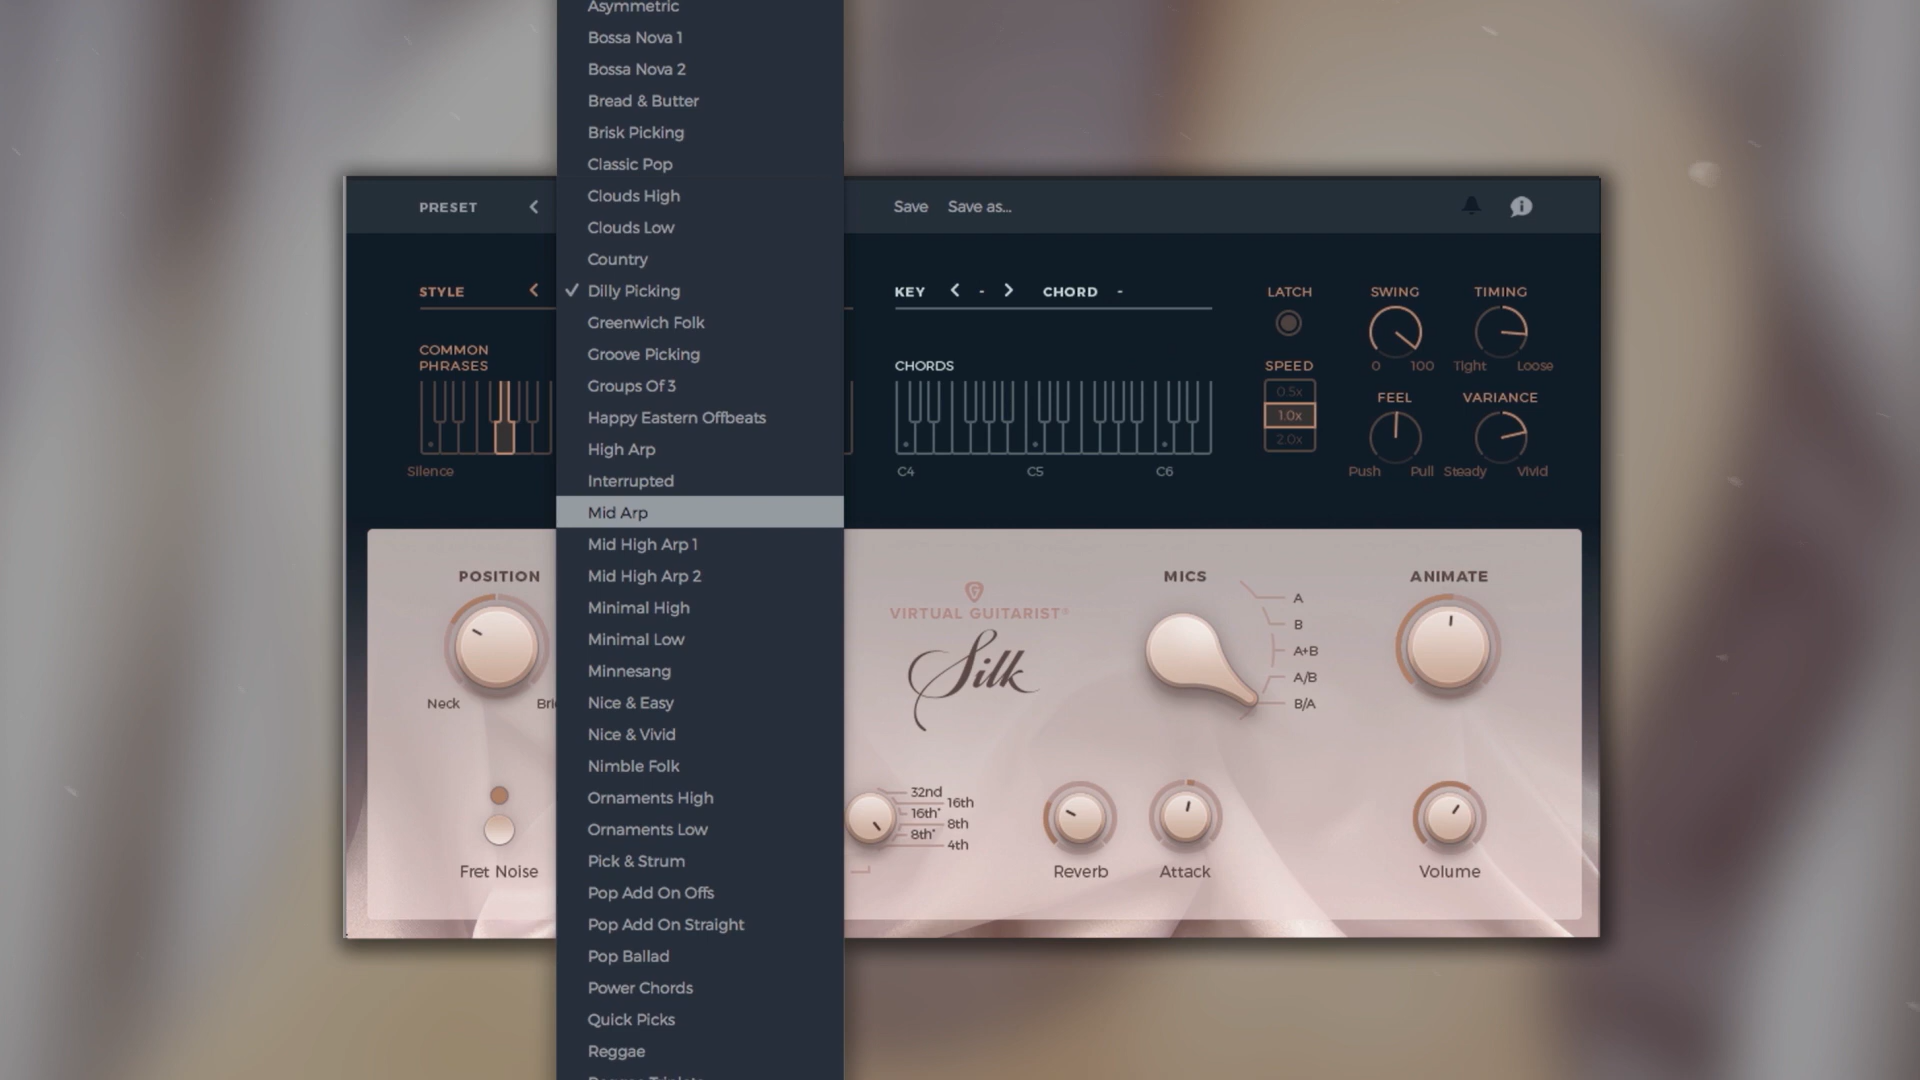 Asymmetric
Bossa Nova 1
Bossa Nova 2
Bread & Butter
Brisk Picking
Classic Pop
Clouds High
Clouds Low
Country
Dilly Picking
Greenwich Folk
Groove Picking
Groups Of 3
Happy Eastern Offbeats
High Arp
Interrupted
Mid Arp
Mid High Arp 1
Mid High Arp 2
Minimal High
Minimal Low
Minnesang
Nice & Easy
Nice & Vivid
Nimble Folk
Ornaments High
Ornaments Low
Pick & Strum
Pop Add On Offs
Pop Add On Straight
Pop Ballad
Power Chords
Quick Picks
Reggae
PRESET
Save Save as...
STYLE
KEY - CHORD -
LATCH
SWING
TIMING
0 100
Tight Loose
COMMON
PHRASES
Silence
CHORDS
C4 C5 C6
SPEED
0.5x
1.0x
2.0x
FEEL
VARIANCE
Push Pull
Steady Vivid
POSITION
Neck
VIRTUAL GUITARIST®
Silk
MICS
A
B
A+B
A/B
B/A
ANIMATE
Fret Noise
32nd
16th
16th*
8th
8th*
4th
Reverb
Attack
Volume